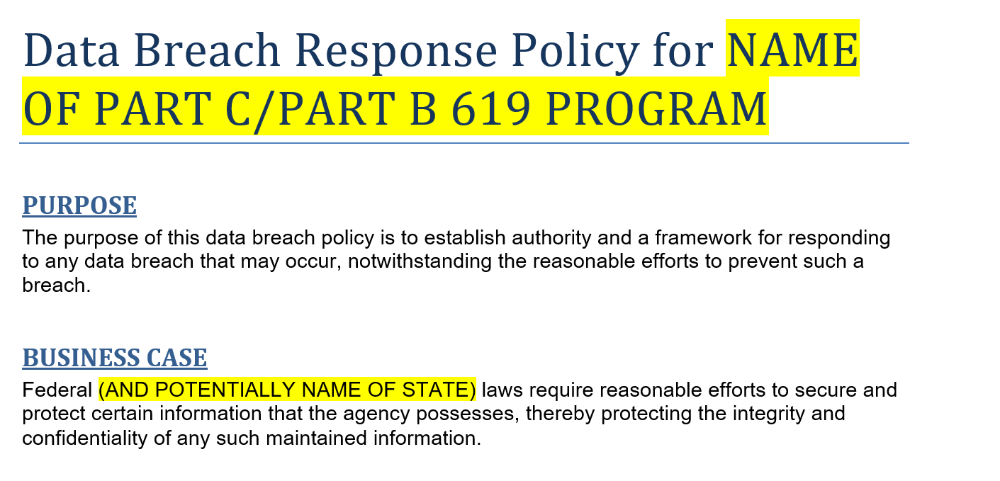 Data Breach Response Policy for NAME
OF PART C/PART B 619 PROGRAM
PURPOSE
The purpose of this data breach policy is to establish authority and a framework for responding
to any data breach that may occur, notwithstanding the reasonable efforts to prevent such a
breach.
BUSINESS CASE
Federal (AND POTENTIALLY NAME OF STATE) laws require reasonable efforts to secure and
protect certain information that the agency possesses, thereby protecting the integrity and
confidentiality of any such maintained information.